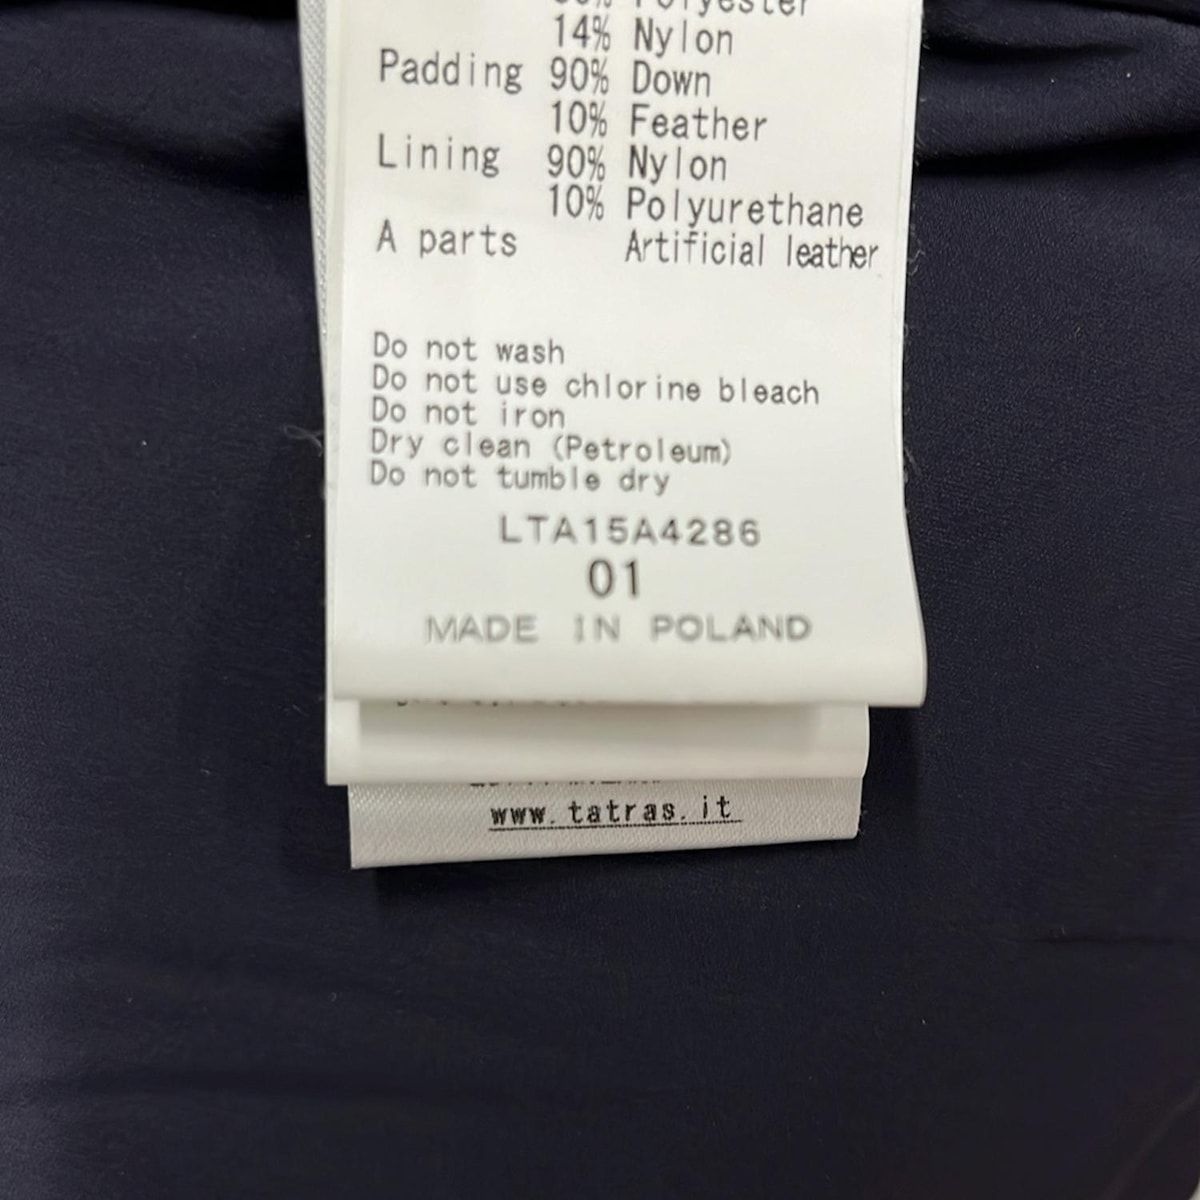 Polyester
14% Nylon
Padding 90% Down
10% Feather
Lining 90% Nylon
10% Polyurethane
A parts Artificial leather
Do not wash
Do not use chlorine bleach
Do not iron
Dry clean (Petroleum)
Do not tumble dry
LTA15A4286
01
MADE IN POLAND
www.tatras.it